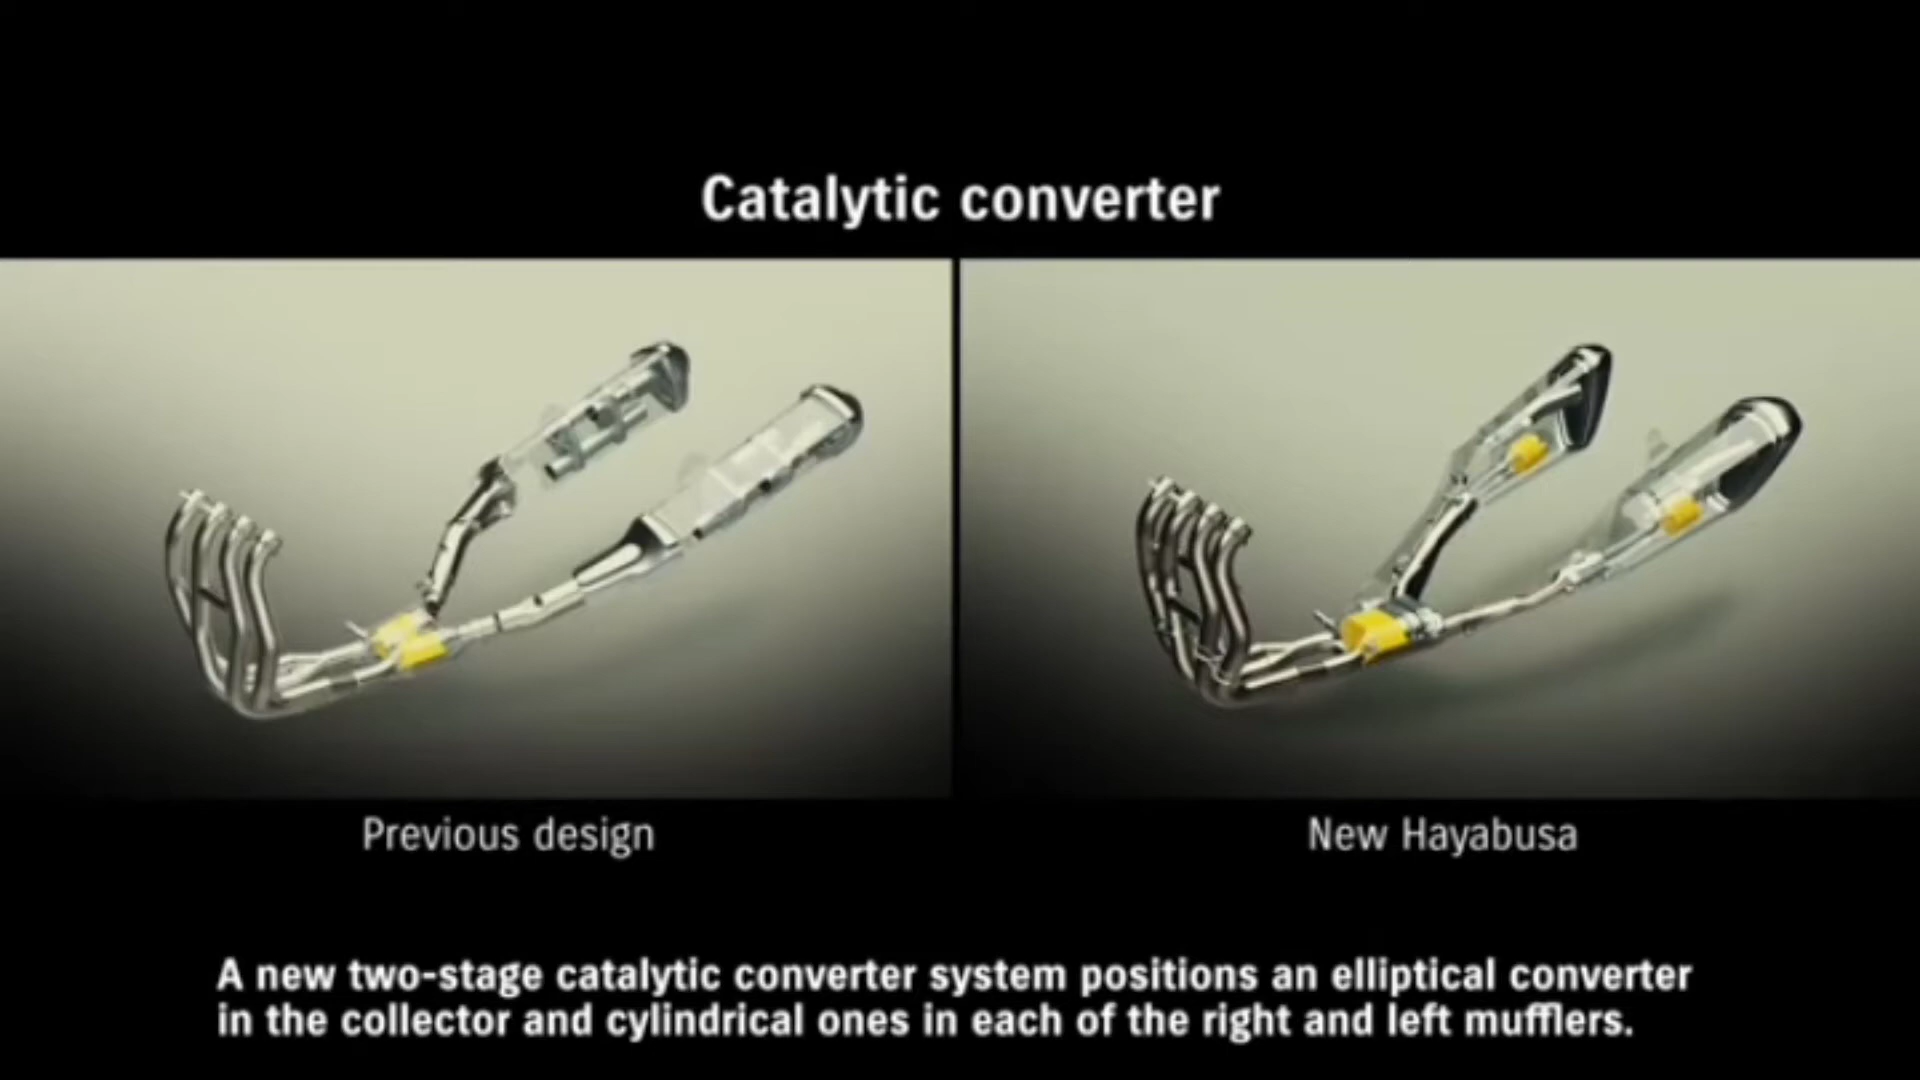 Catalytic converter
Previous design
New Hayabusa
A new two-stage catalytic converter system positions an elliptical converter
in the collector and cylindrical ones in each of the right and left mufflers.